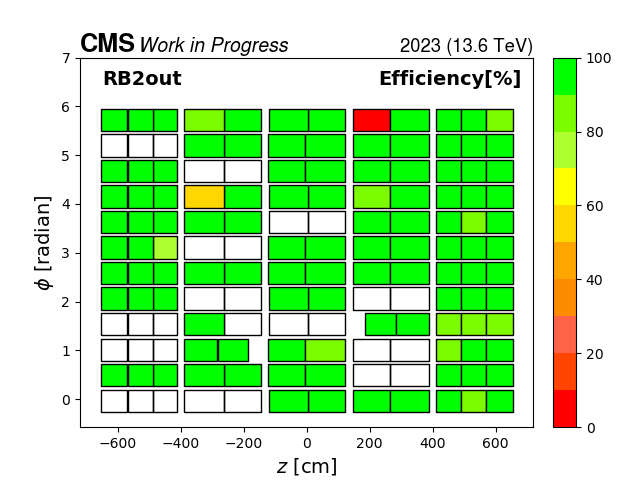 CMS Work in Progress 2023 (13.6 TeV)
RB2out Efficiency[%]
7
6
5
4
3
2
1
0
ϕ [radian]
−600 −400 −200 0 200 400 600
z [cm]
100
80
60
40
20
0